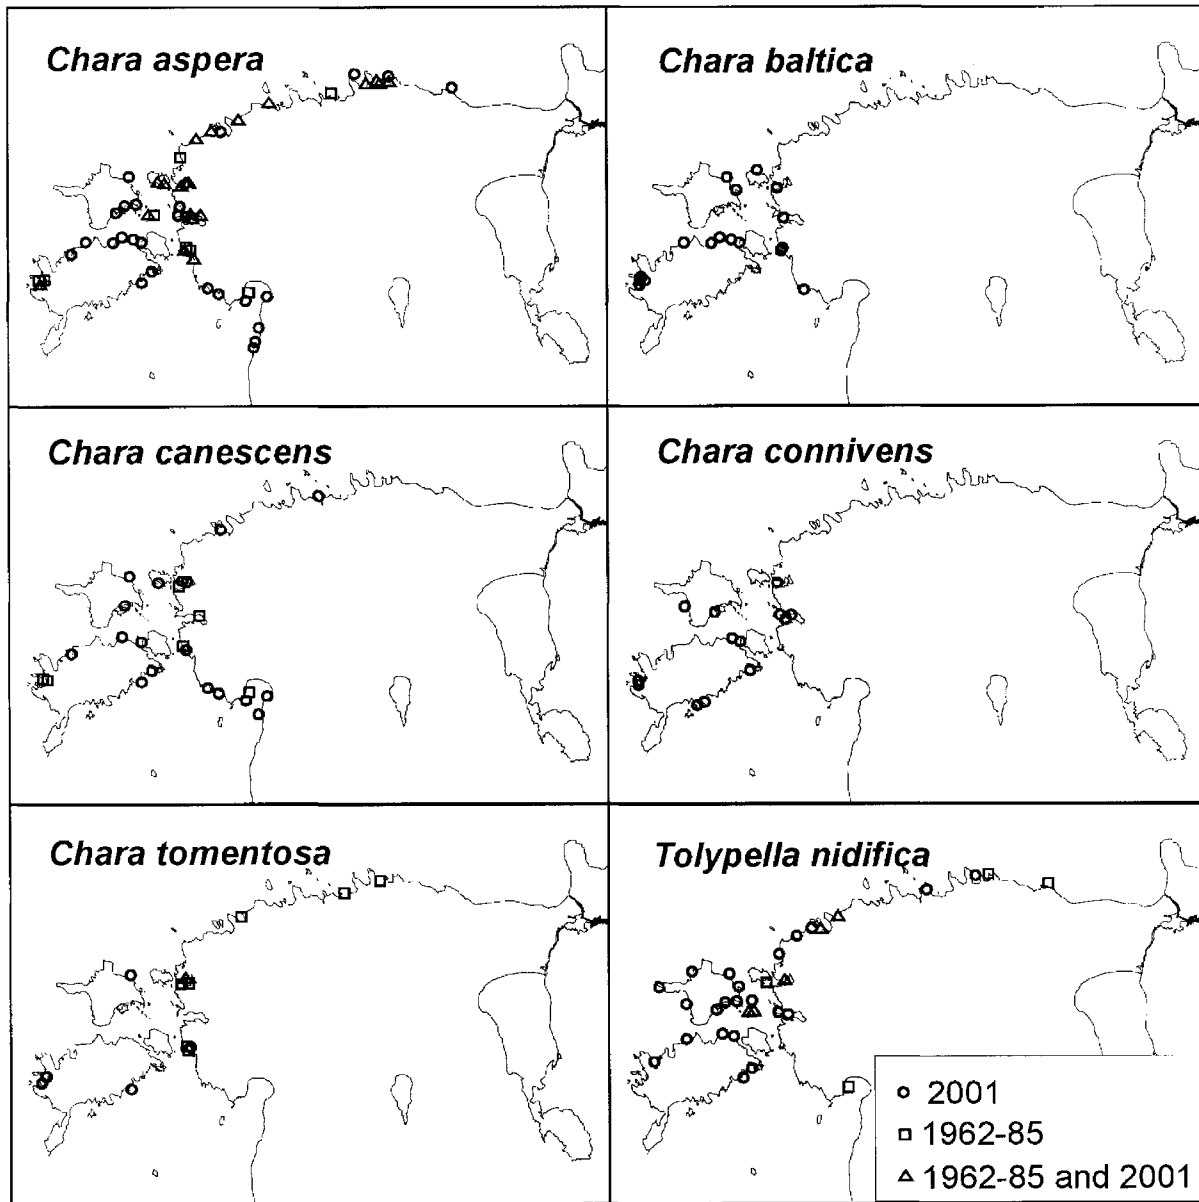 Chara aspera
Chara baltica
Chara canescens
Chara connivens
Chara tomentosa
Tolypella nidifica
2001
1962-85
1962-85 and 2001